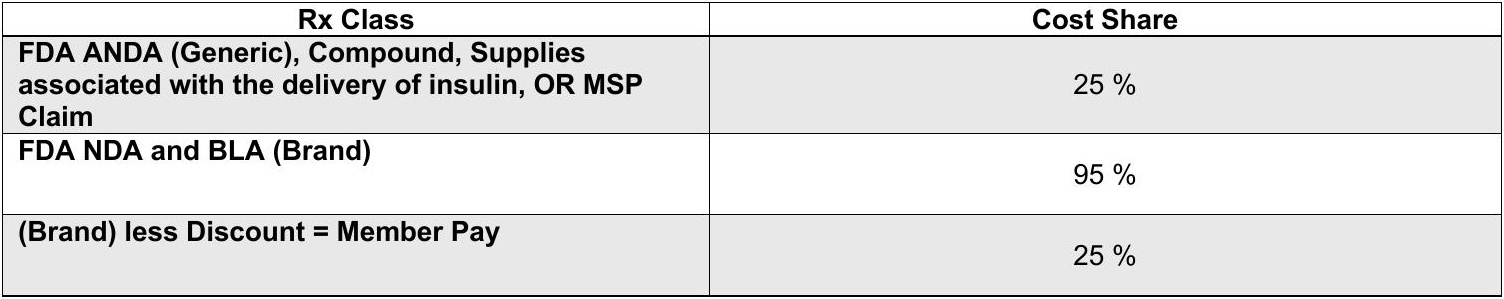 Rx Class
Cost Share
FDA ANDA (Generic), Compound, Supplies
associated with the delivery of insulin, OR MSP
Claim
25 %
FDA NDA and BLA (Brand)
95 %
(Brand) less Discount = Member Pay
25 %